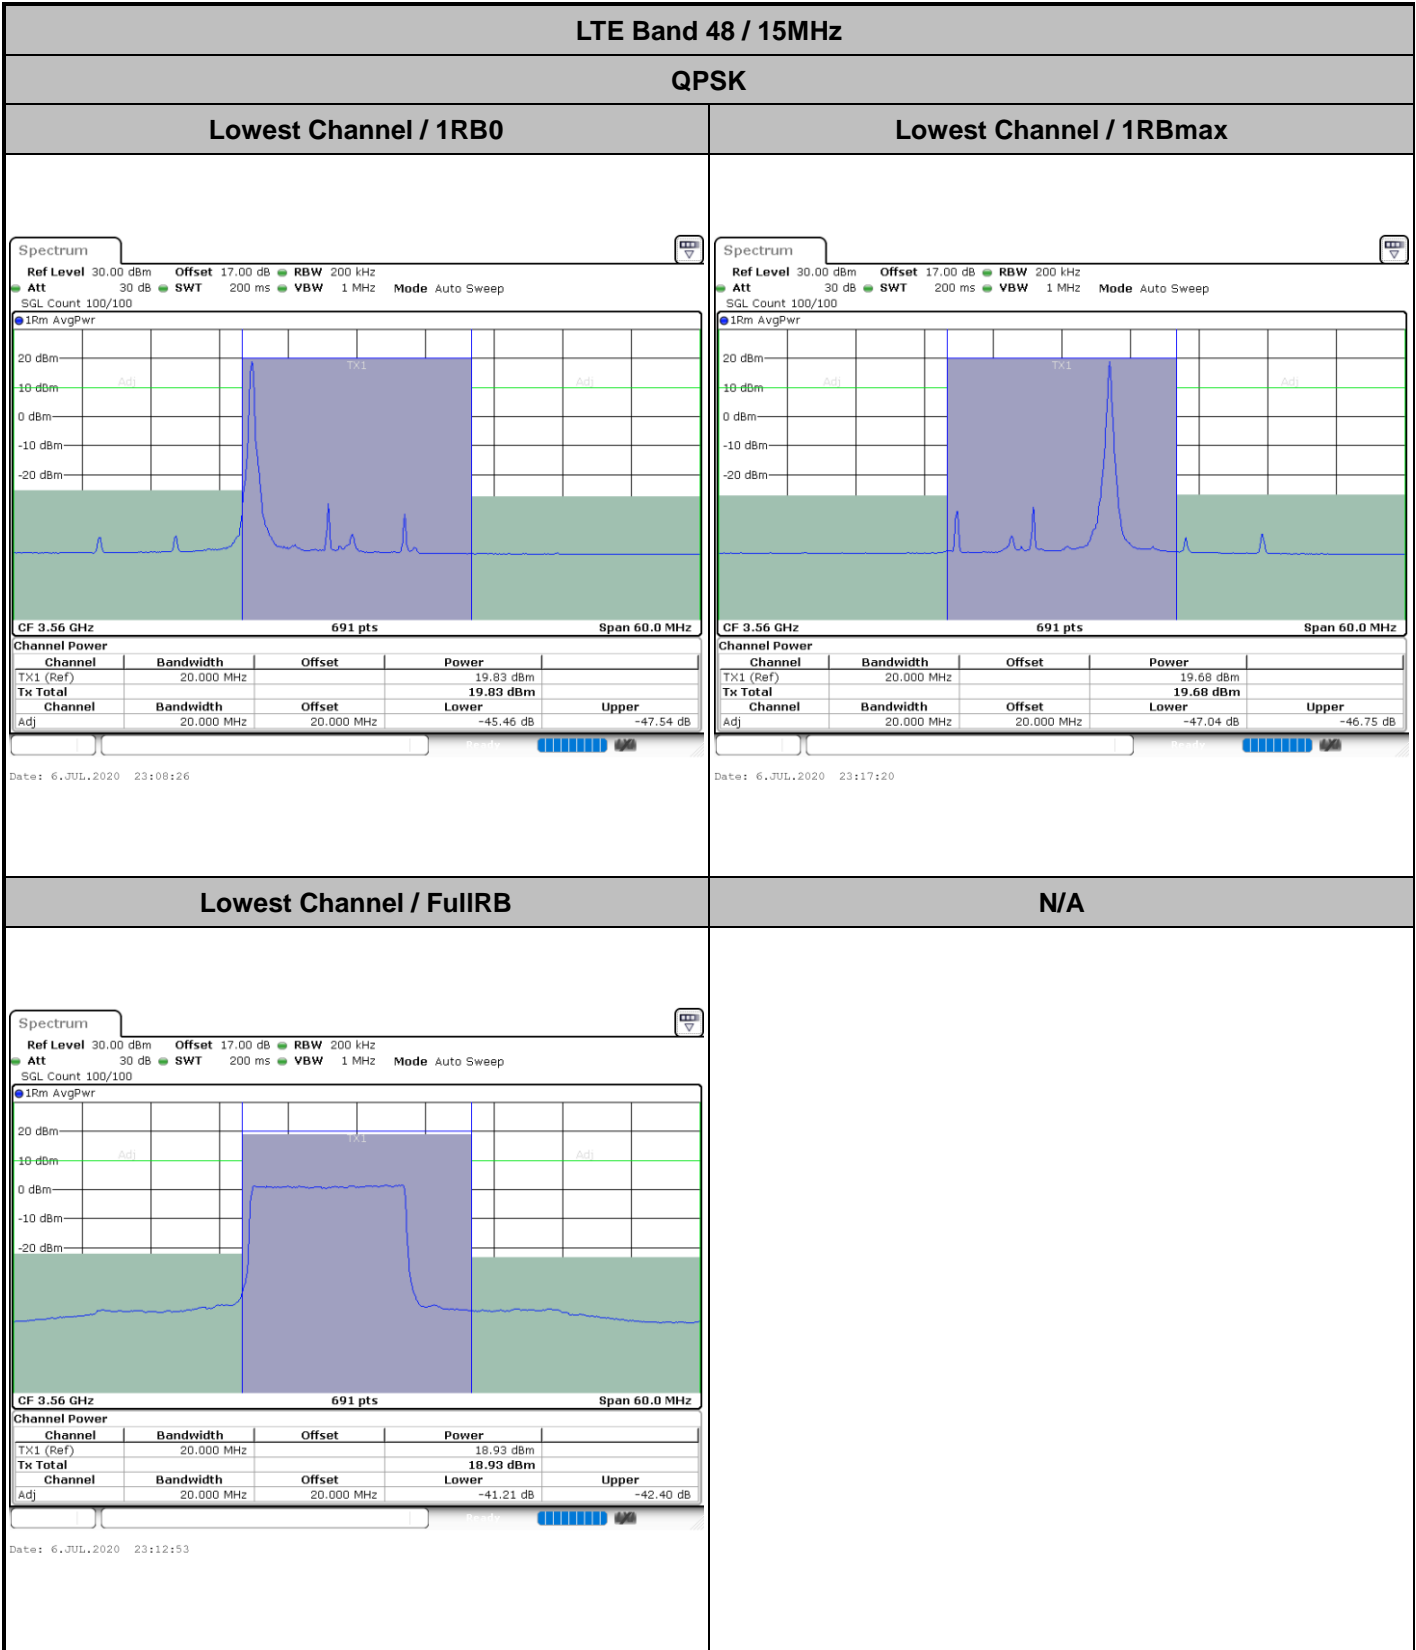 LTE Band 48 / 15MHz
QPSK
Lowest Channel / 1RB0
Lowest Channel / 1RBmax
Spectrum
Ref Level 30.00 dBm Offset 17.00 dB RBW 200 kHz
Att 30 dB SWT 200 ms VBW 1 MHz Mode Auto Sweep
SGL Count 100/100
1Rm AvgPwr
TX1
Adj
Adj
20 dBm
10 dBm
0 dBm
-10 dBm
-20 dBm
CF 3.56 GHz 691 pts Span 60.0 MHz
Channel Power
Channel Bandwidth Offset Power
TX1 (Ref) 20.000 MHz 19.83 dBm
Tx Total 19.83 dBm
Channel Bandwidth Offset Lower Upper
Adj 20.000 MHz 20.000 MHz -45.46 dB -47.54 dB
Ready
Date: 6.JUL.2020 23:08:26
Spectrum
Ref Level 30.00 dBm Offset 17.00 dB RBW 200 kHz
Att 30 dB SWT 200 ms VBW 1 MHz Mode Auto Sweep
SGL Count 100/100
1Rm AvgPwr
TX1
Adj
Adj
20 dBm
10 dBm
0 dBm
-10 dBm
-20 dBm
CF 3.56 GHz 691 pts Span 60.0 MHz
Channel Power
Channel Bandwidth Offset Power
TX1 (Ref) 20.000 MHz 19.68 dBm
Tx Total 19.68 dBm
Channel Bandwidth Offset Lower Upper
Adj 20.000 MHz 20.000 MHz -47.04 dB -46.75 dB
Ready
Date: 6.JUL.2020 23:17:20
Lowest Channel / FullRB
N/A
Spectrum
Ref Level 30.00 dBm Offset 17.00 dB RBW 200 kHz
Att 30 dB SWT 200 ms VBW 1 MHz Mode Auto Sweep
SGL Count 100/100
1Rm AvgPwr
TX1
Adj
Adj
20 dBm
10 dBm
0 dBm
-10 dBm
-20 dBm
CF 3.56 GHz 691 pts Span 60.0 MHz
Channel Power
Channel Bandwidth Offset Power
TX1 (Ref) 20.000 MHz 18.93 dBm
Tx Total 18.93 dBm
Channel Bandwidth Offset Lower Upper
Adj 20.000 MHz 20.000 MHz -41.21 dB -42.40 dB
Ready
Date: 6.JUL.2020 23:12:53